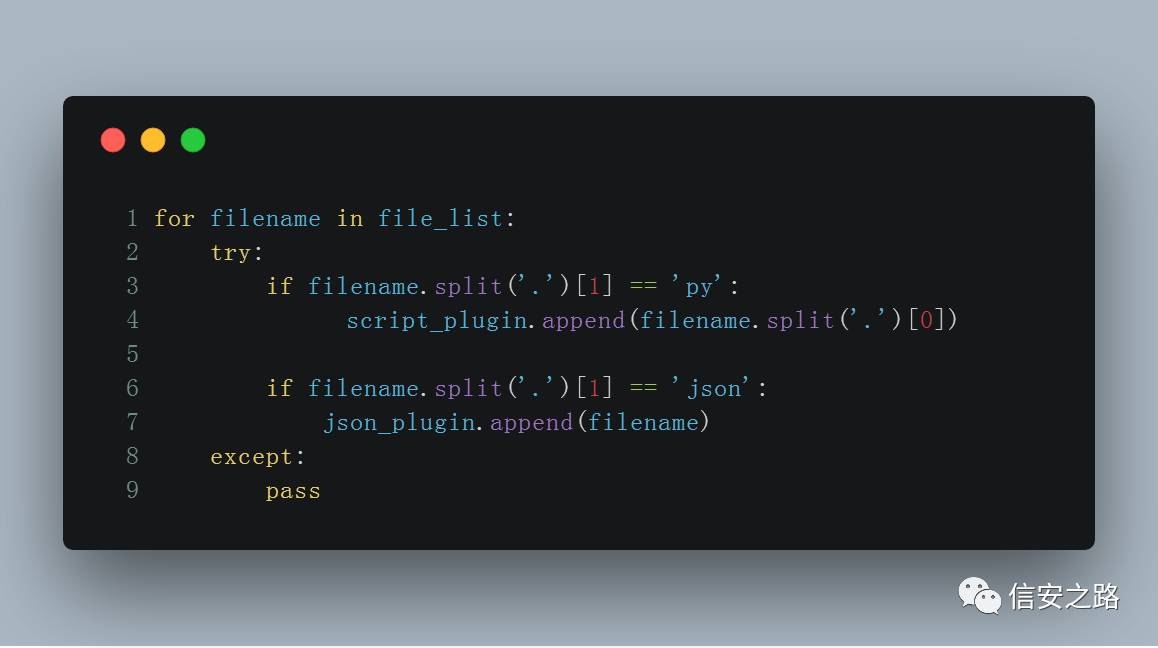 1 for filename in file_list:
2     try:
3         if filename.split('.')[1] == 'py':
4              script_plugin.append(filename.split('.')[0])
5
6         if filename.split('.')[1] == 'json':
7             json_plugin.append(filename)
8     except:
9         pass
信安之路